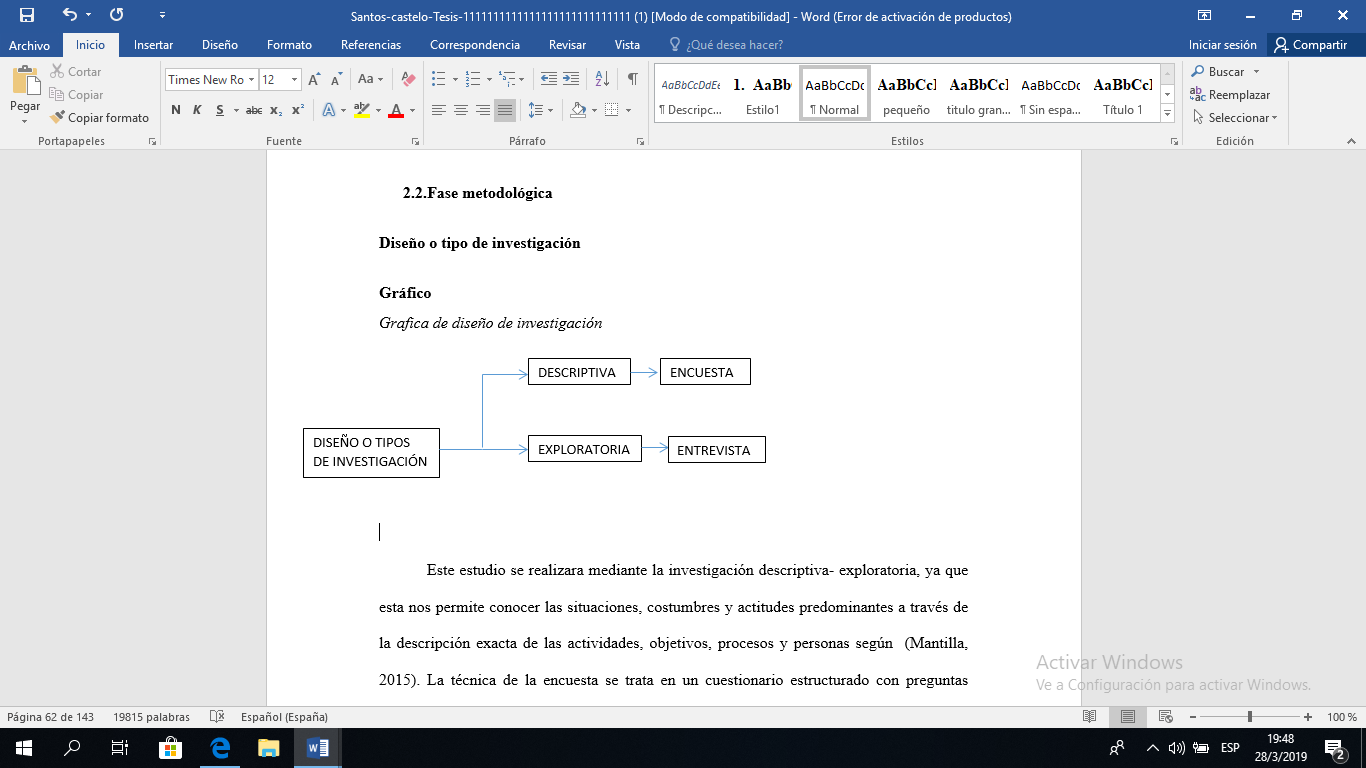 Santos-castelo-Tesis-1111111111111111111111111111 (1) [Modo de compatibilidad] - Word (Error de activación de productos)
Archivo Inicio Insertar Diseño Formato Referencias Correspondencia Revisar Vista ¿Qué desea hacer? Iniciar sesión Compartir
Pegar
Cortar
Copiar
Copiar formato
Portapapeles
Times New Ro 12
N K S abc x₂ x²
Fuente
Párrafo
AaBbCcDdEe 1. AaBb AaBbCcDc AaBbCc] AaBbCcl AaBbCcDc AaBbCc]
¶ Descripc... Estilo1 ¶ Normal pequeño titulo gran... ¶ Sin espa... Título 1
Estilos
Buscar
Reemplazar
Seleccionar
Edición
2.2.Fase metodológica
Diseño o tipo de investigación
Gráfico
Grafica de diseño de investigación
DESCRIPTIVA ENCUESTA
DISEÑO O TIPOS
DE INVESTIGACIÓN
EXPLORATORIA ENTREVISTA
Este estudio se realizara mediante la investigación descriptiva- exploratoria, ya que
esta nos permite conocer las situaciones, costumbres y actitudes predominantes a través de
la descripción exacta de las actividades, objetivos, procesos y personas según (Mantilla,
2015). La técnica de la encuesta se trata en un cuestionario estructurado con preguntas
Activar Windows
Ve a Configuración para activar Windows.
Página 62 de 143 19815 palabras Español (España) 100 %
ESP
19:48
28/3/2019
2